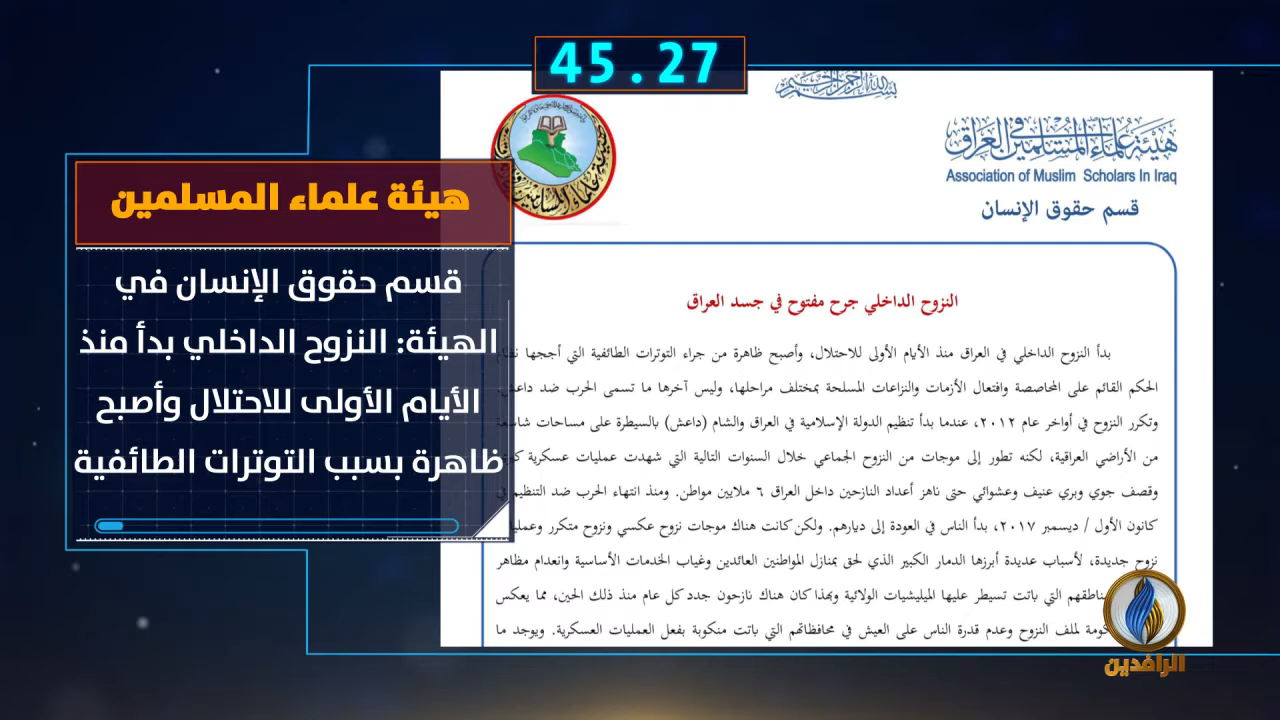 45.27
هيئة علماء المسلمين
قسم حقوق الإنسان في
الهيئة: النزوح الداخلي بدأ منذ
الأيام الأولى للاحتلال وأصبح
ظاهرة بسبب التوترات الطائفية
هيئة علماء المسلمين في العراق
Association of Muslim Scholars In Iraq
قسم حقوق الإنسان
النزوح الداخلي جرح مفتوح في جسد العراق
بدأ النزوح الداخلي في العراق منذ الأيام الأولى للاحتلال، وأصبح ظاهرة من جراء التوترات الطائفية التي أججها
الحكم القائم على المحاصصة وافتعال الأزمات والنزاعات المسلحة بمختلف مراحلها، وليس آخرها ما تسمى الحرب ضد داعش.
وتكرر النزوح في أواخر عام ٢٠١٢، عندما بدأ تنظيم الدولة الإسلامية في العراق والشام (داعش) بالسيطرة على مساحات
من الأراضي العراقية، لكنه تطور إلى موجات من النزوح الجماعي خلال السنوات التالية التي شهدت عمليات عسكرية
وقصف جوي وبري عنيف وعشوائي حتى ناهز أعداد النازحين داخل العراق ٦ ملايين مواطن. ومنذ انتهاء الحرب ضد التنظيم
كانون الأول / ديسمبر ٢٠١٧، بدأ الناس في العودة إلى ديارهم. ولكن كانت هناك موجات نزوح عكسي ونزوح متكرر
نزوح جديدة، لأسباب عديدة أبرزها الدمار الكبير الذي لحق بمنازل المواطنين العائدين وغياب الخدمات الأساسية وانعدام مظاهر
التي باتت تسيطر عليها الميليشيات الولائية وبهذا كان هناك نازحون جدد كل عام منذ ذلك الحين، مما يعكس
لملف النزوح وعدم قدرة الناس على العيش في محافظاتهم التي باتت منكوبة بفعل العمليات العسكرية. ويوجد ما
الرافدين